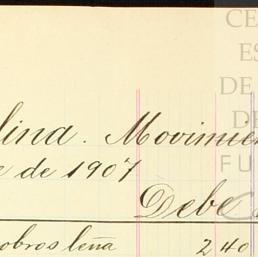 lina. Movimien
e de 1907
Debe
obros leña 240
CE
ES
DE
DE
FU